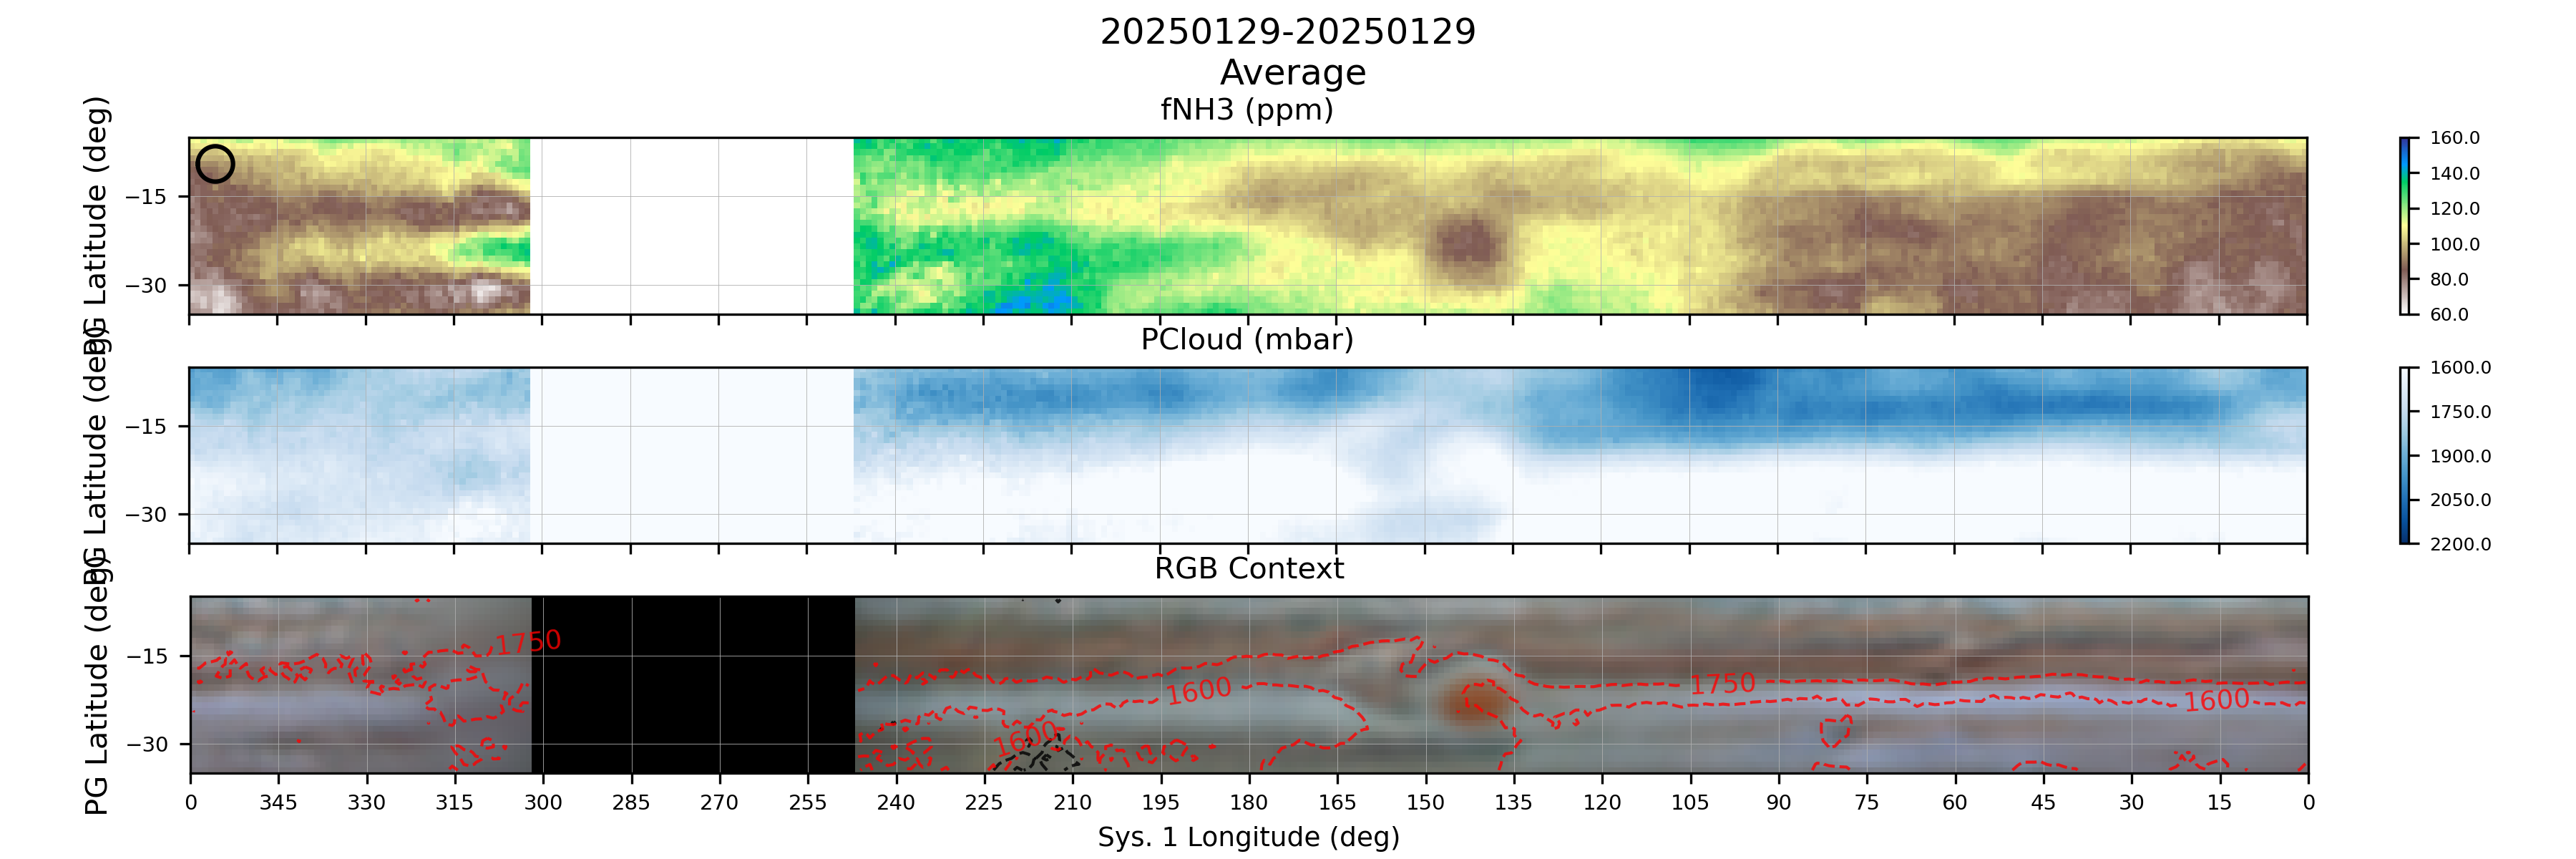 20250129-20250129
Average
fNH3 (ppm)
PG Latitude (deg)
−15
−30
160.0
140.0
120.0
100.0
80.0
60.0
PCloud (mbar)
PG Latitude (deg)
−15
−30
1600.0
1750.0
1900.0
2050.0
2200.0
RGB Context
PG Latitude (deg)
−15
−30
1750
1600
1600
1750
1600
0 345 330 315 300 285 270 255 240 225 210 195 180 165 150 135 120 105 90 75 60 45 30 15 0
Sys. 1 Longitude (deg)